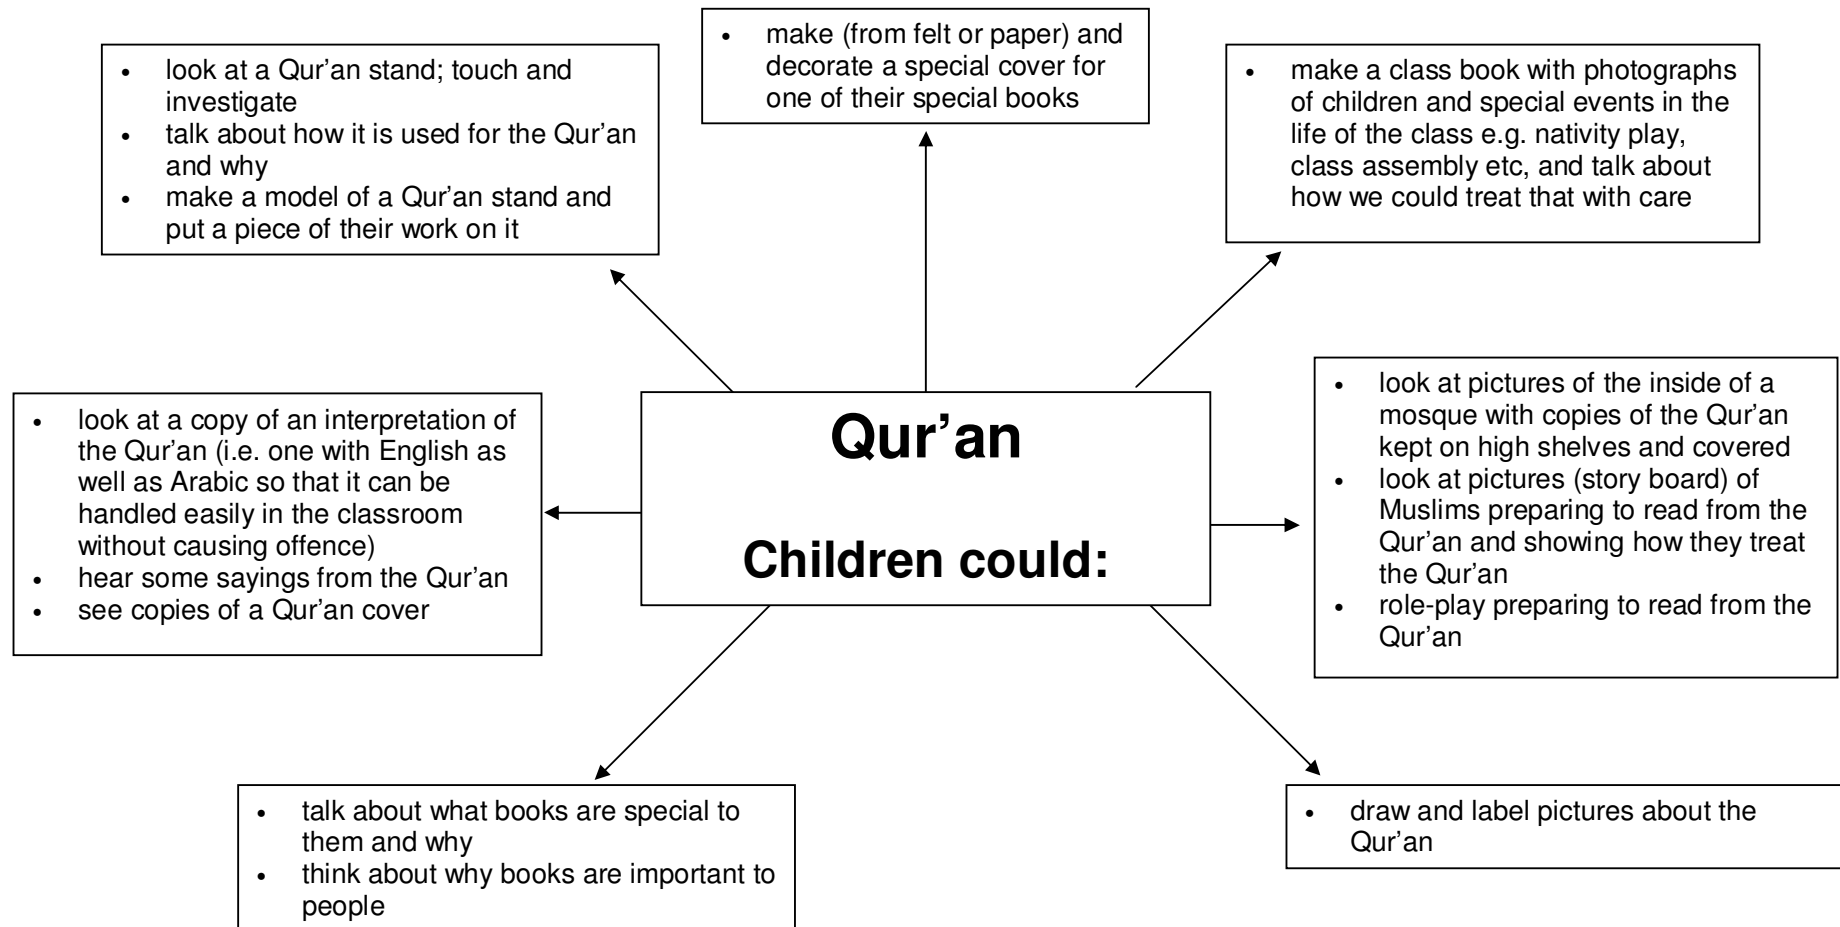 • make (from felt or paper) and
decorate a special cover for
one of their special books
• look at a Qur’an stand; touch and
investigate
• talk about how it is used for the Qur’an
and why
• make a model of a Qur’an stand and
put a piece of their work on it
• make a class book with photographs
of children and special events in the
life of the class e.g. nativity play,
class assembly etc, and talk about
how we could treat that with care
• look at a copy of an interpretation of
the Qur’an (i.e. one with English as
well as Arabic so that it can be
handled easily in the classroom
without causing offence)
• hear some sayings from the Qur’an
• see copies of a Qur’an cover
Qur’an
Children could:
• look at pictures of the inside of a
mosque with copies of the Qur’an
kept on high shelves and covered
• look at pictures (story board) of
Muslims preparing to read from the
Qur’an and showing how they treat
the Qur’an
• role-play preparing to read from the
Qur’an
• talk about what books are special to
them and why
• think about why books are important to
people
• draw and label pictures about the
Qur’an